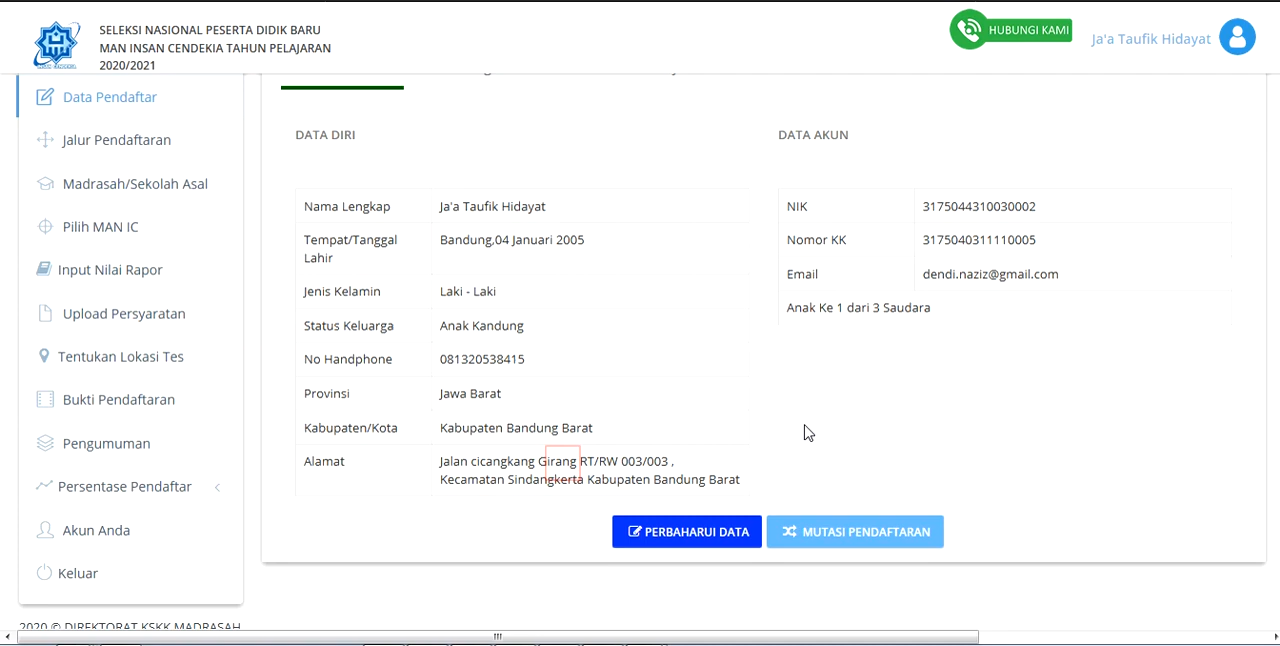 SELEKSI NASIONAL PESERTA DIDIK BARU
MAN INSAN CENDEKIA TAHUN PELAJARAN
2020/2021
HUBUNGI KAMI
Ja'a Taufik Hidayat
Data Pendaftar
Jalur Pendaftaran
Madrasah/Sekolah Asal
Pilih MAN IC
Input Nilai Rapor
Upload Persyaratan
Tentukan Lokasi Tes
Bukti Pendaftaran
Pengumuman
Persentase Pendaftar
Akun Anda
Keluar
DATA DIRI
Nama Lengkap Ja'a Taufik Hidayat
Tempat/Tanggal Bandung,04 Januari 2005
Lahir
Jenis Kelamin Laki - Laki
Status Keluarga Anak Kandung
No Handphone 081320538415
Provinsi Jawa Barat
Kabupaten/Kota Kabupaten Bandung Barat
Alamat Jalan cicangkang Girang RT/RW 003/003 ,
Kecamatan Sindangkerta Kabupaten Bandung Barat
DATA AKUN
NIK 3175044310030002
Nomor KK 3175040311110005
Email dendi.naziz@gmail.com
Anak Ke 1 dari 3 Saudara
PERBAHARUI DATA
MUTASI PENDAFTARAN
2020 © DIREKTORAT KSKK MADRASAH